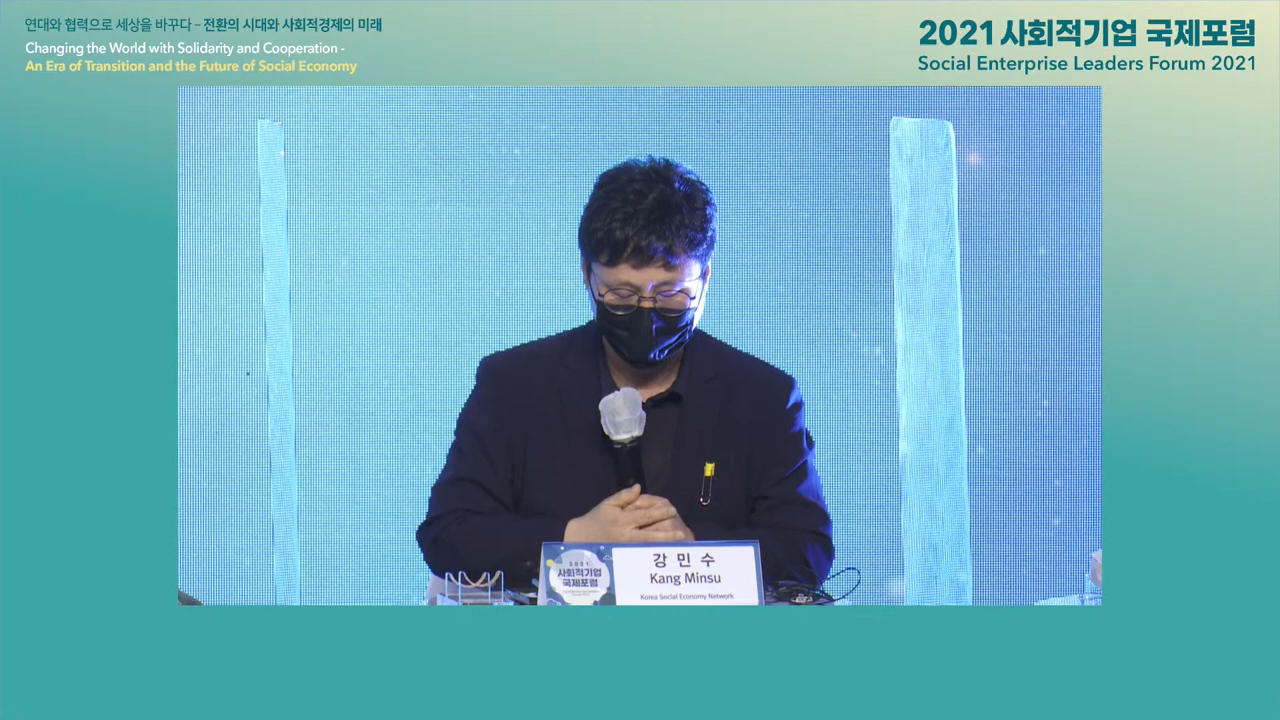 연대와 협력으로 세상을 바꾸다 – 전환의 시대와 사회적경제의 미래
Changing the World with Solidarity and Cooperation -
An Era of Transition and the Future of Social Economy
2021 사회적기업 국제포럼
Social Enterprise Leaders Forum 2021
2021
사회적기업
국제포럼
강 민 수
Kang Minsu
Korea Social Economy Network